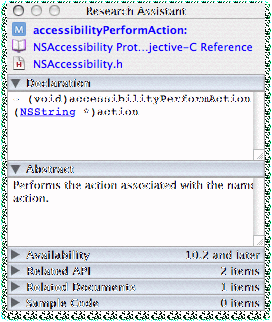 Research Assistant
M accessibilityPerformAction:
NSAccessibility Prot...jective-C Reference
NSAccessibility.h
Declaration
- (void)accessibilityPerformAction
(NSString *)action
Abstract
Performs the action associated with the name
action.
Availability 10.2 and later
Related API 2 items
Related Documents 1 items
Sample Code 0 items